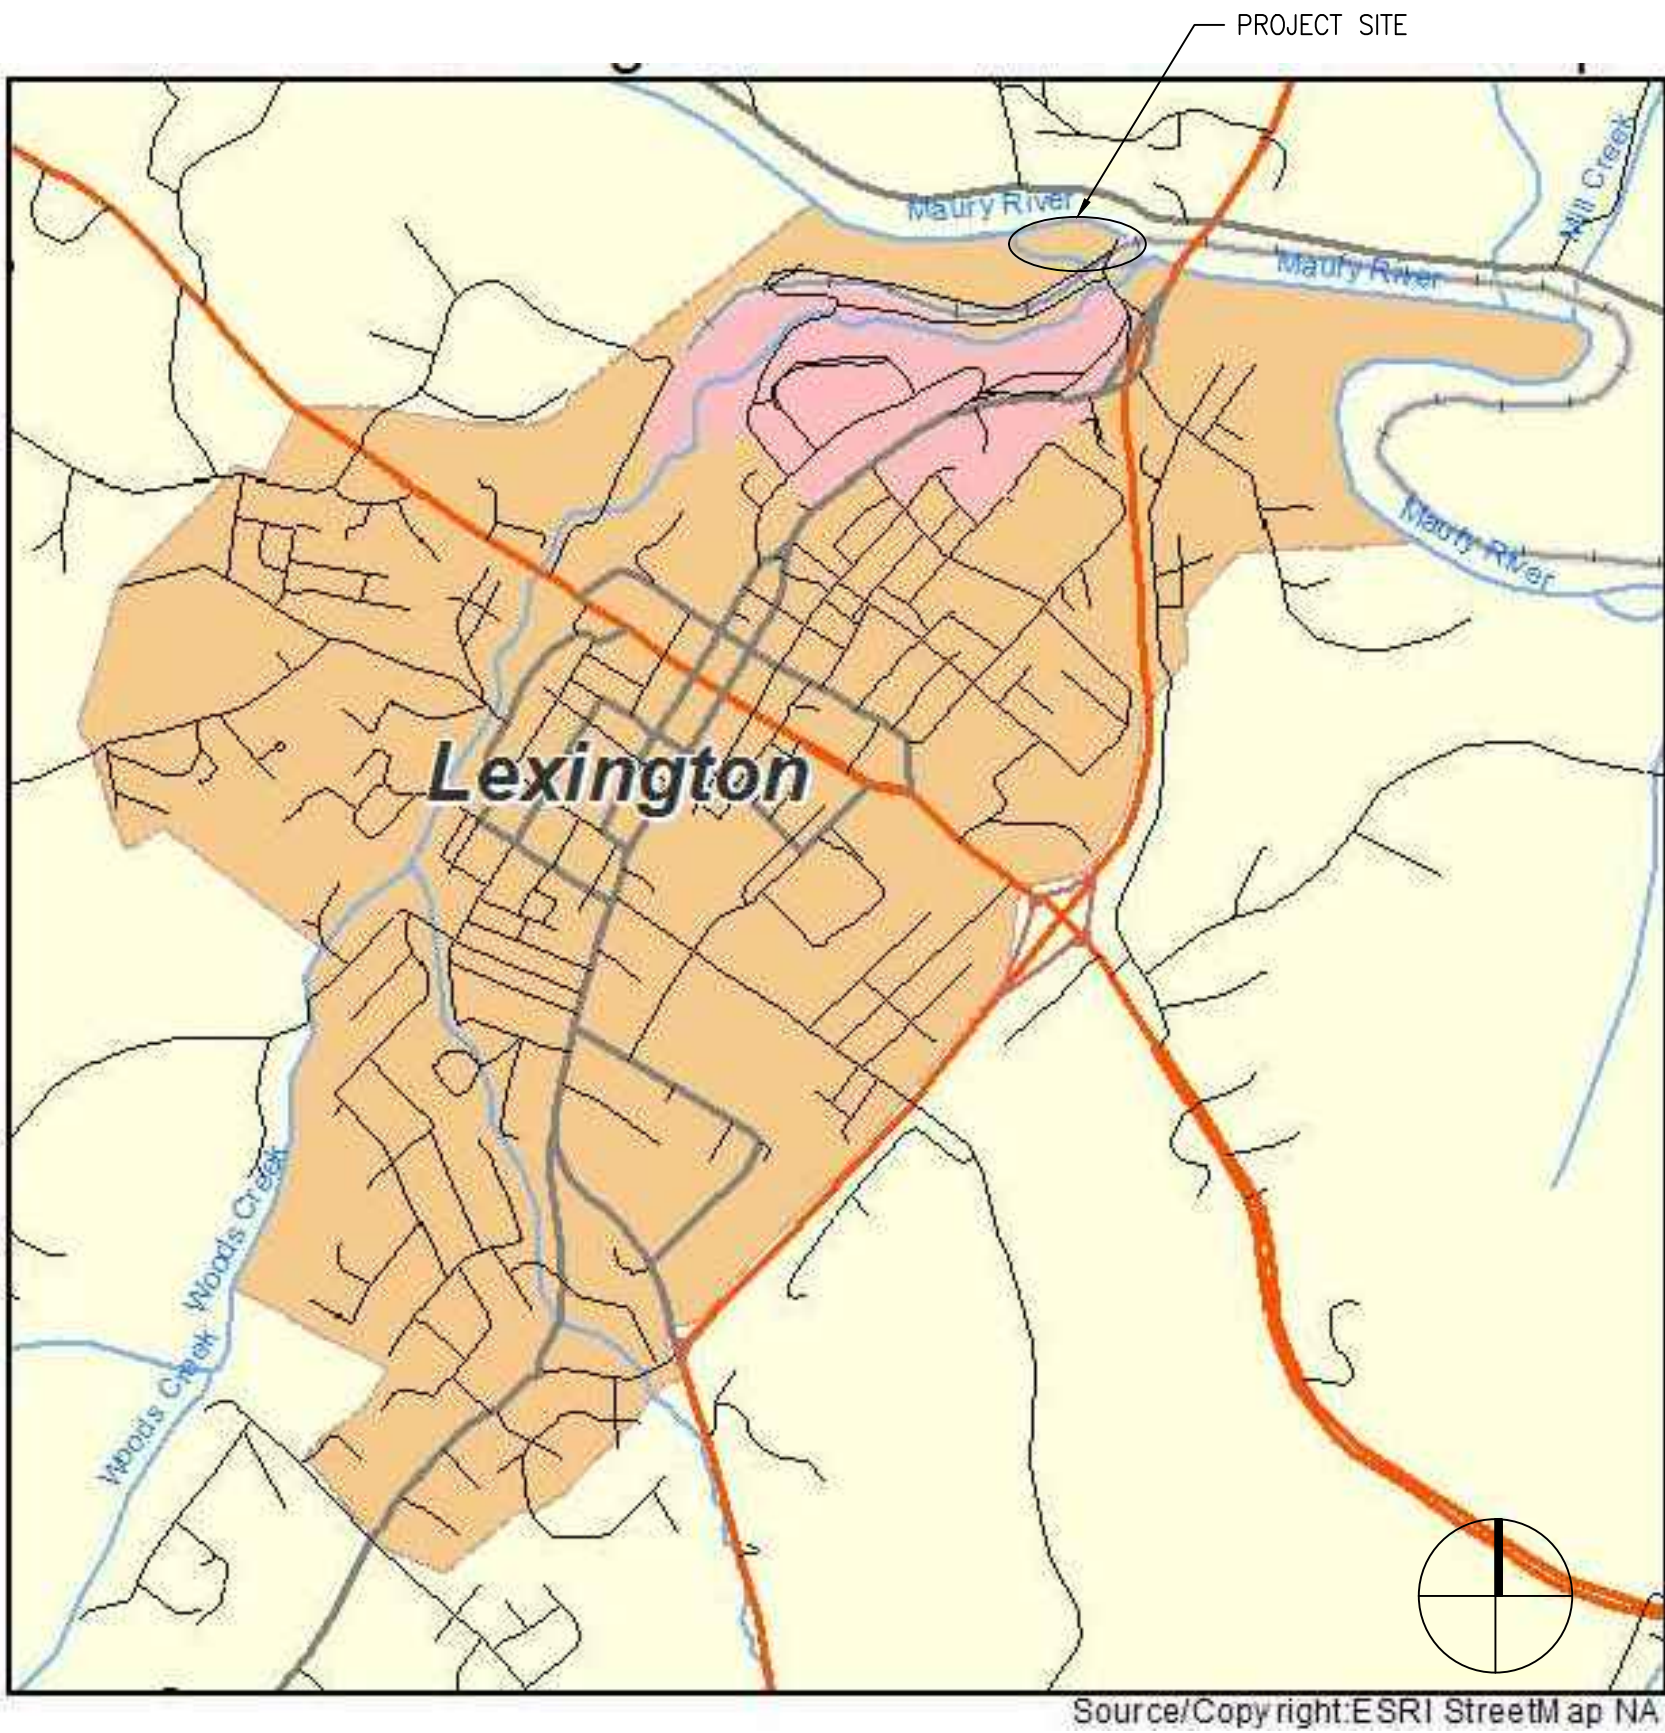 PROJECT SITE
Maury River
Mill Creek
Maury River
Maury River
Lexington
Woods Creek
Woods Creek
Source/Copyright:ESRI StreetMap NA